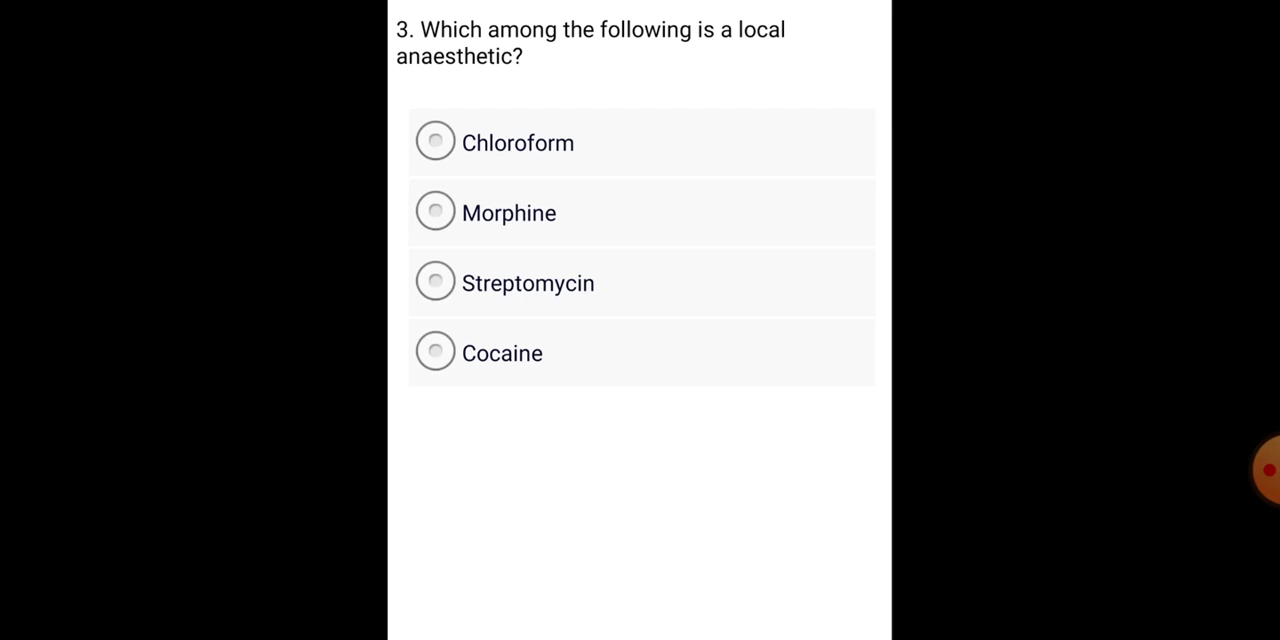 3. Which among the following is a local
anaesthetic?
Chloroform
Morphine
Streptomycin
Cocaine